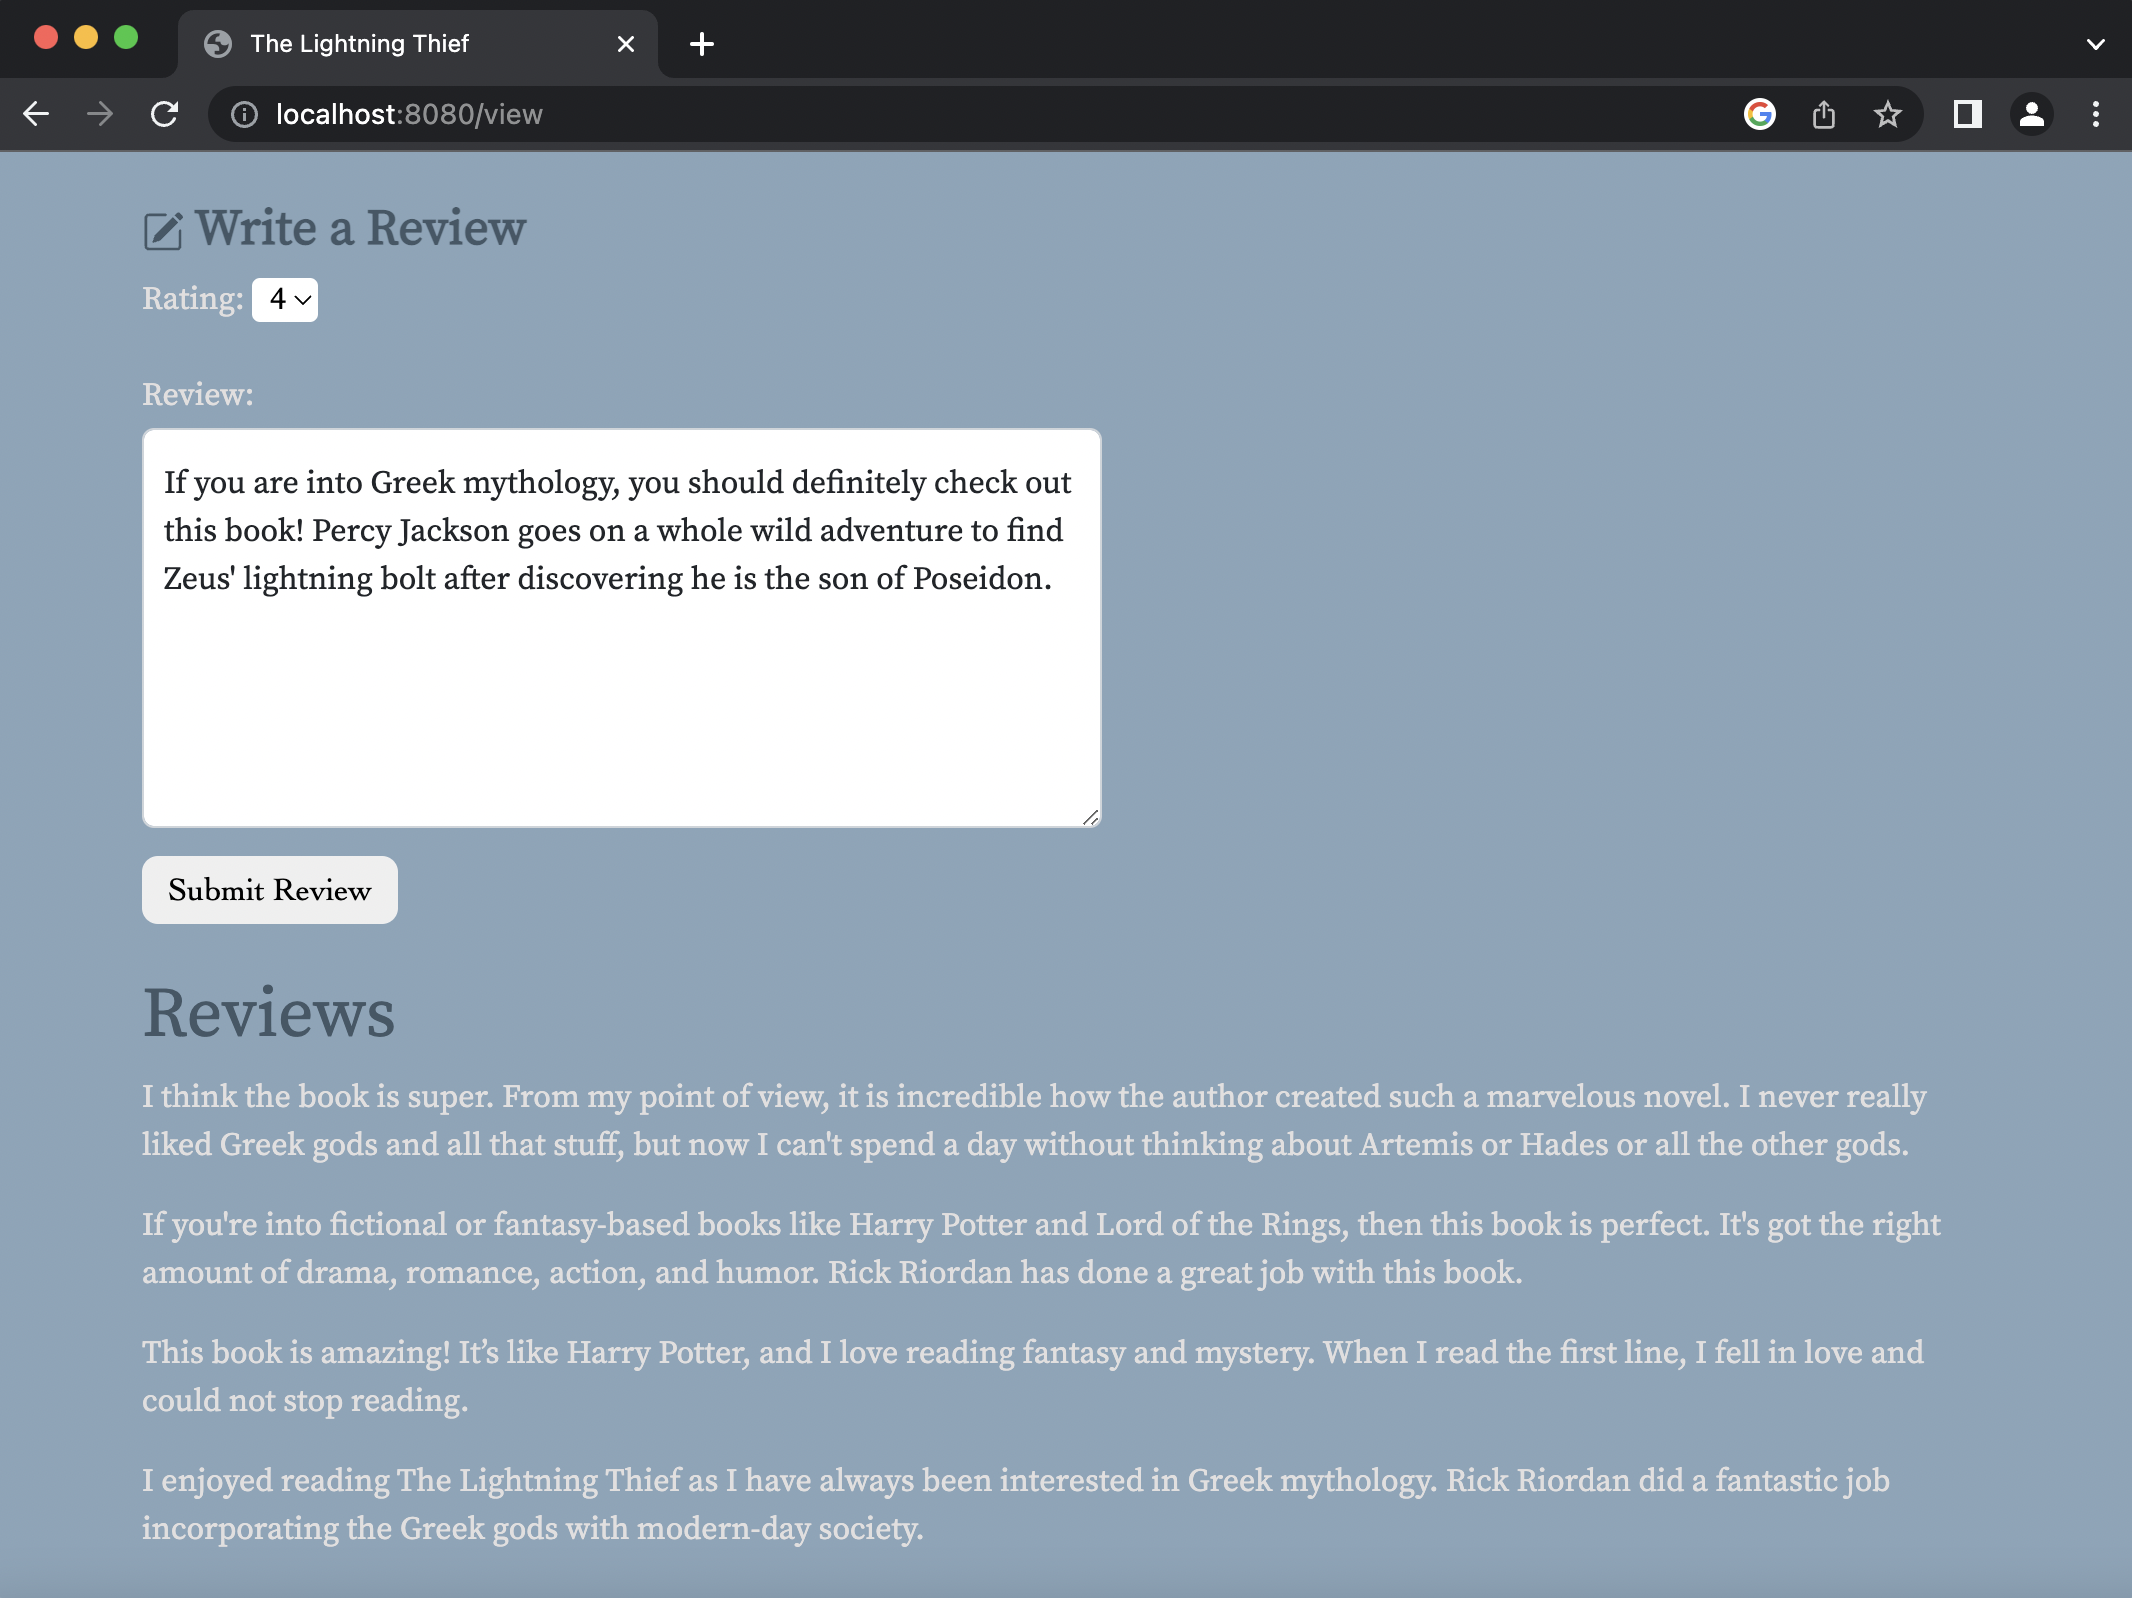 The Lightning Thief
localhost:8080/view
Write a Review
Rating: 4
Review:
If you are into Greek mythology, you should definitely check out
this book! Percy Jackson goes on a whole wild adventure to find
Zeus' lightning bolt after discovering he is the son of Poseidon.
Submit Review
Reviews
I think the book is super. From my point of view, it is incredible how the author created such a marvelous novel. I never really
liked Greek gods and all that stuff, but now I can't spend a day without thinking about Artemis or Hades or all the other gods.
If you're into fictional or fantasy-based books like Harry Potter and Lord of the Rings, then this book is perfect. It's got the right
amount of drama, romance, action, and humor. Rick Riordan has done a great job with this book.
This book is amazing! It’s like Harry Potter, and I love reading fantasy and mystery. When I read the first line, I fell in love and
could not stop reading.
I enjoyed reading The Lightning Thief as I have always been interested in Greek mythology. Rick Riordan did a fantastic job
incorporating the Greek gods with modern-day society.